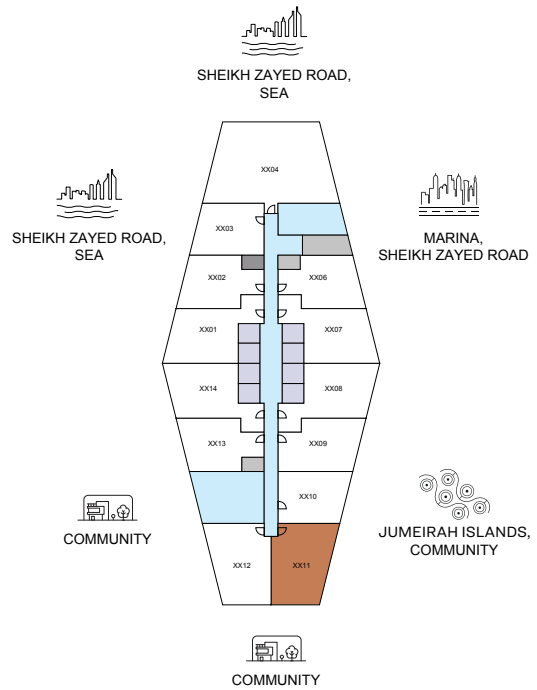 SHEIKH ZAYED ROAD,
SEA
XX04
SHEIKH ZAYED ROAD,
SEA
XX03
MARINA,
SHEIKH ZAYED ROAD
XX02
XX06
XX01
XX07
XX14
XX08
XX13
XX09
XX10
COMMUNITY
JUMEIRAH ISLANDS,
COMMUNITY
XX12
XX11
COMMUNITY